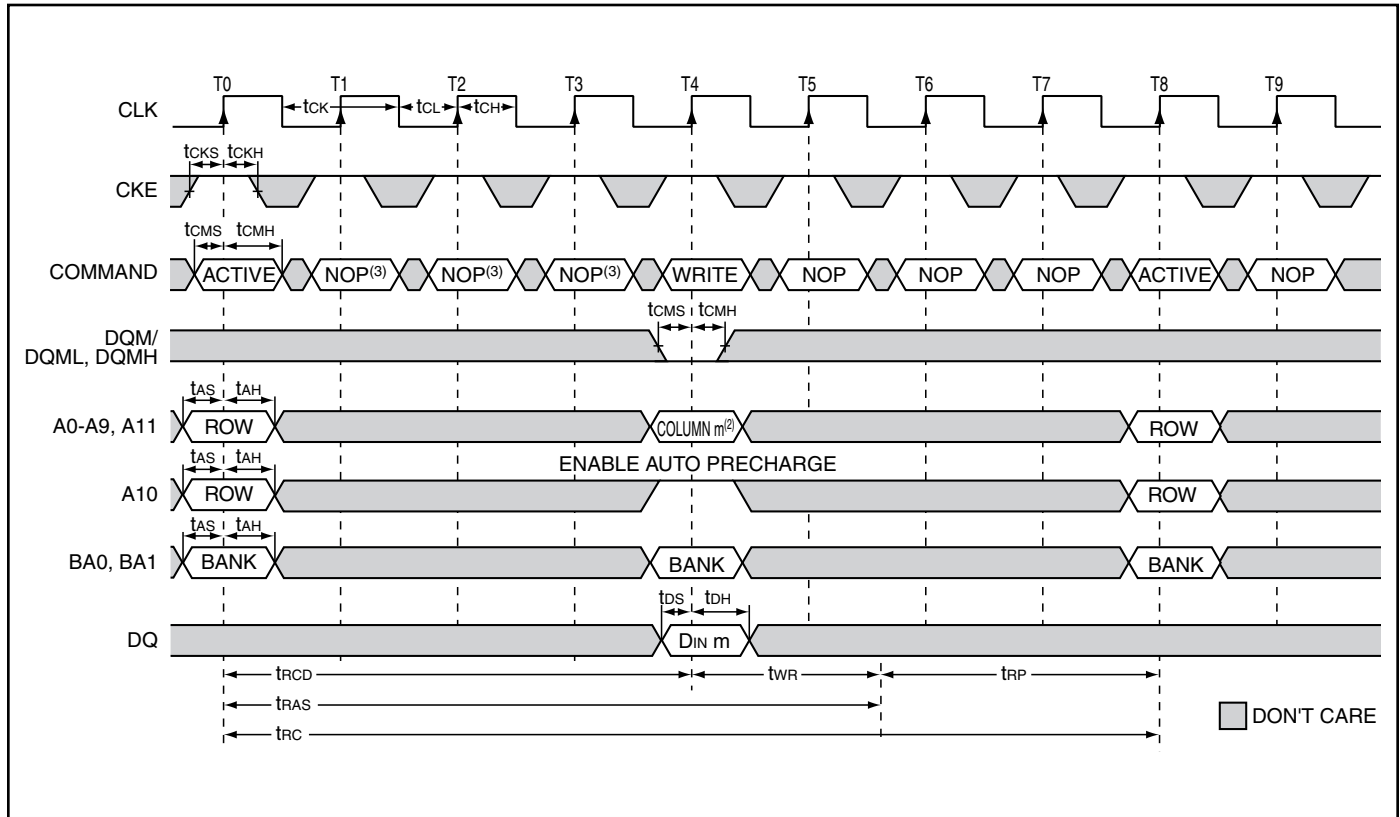 T0 T1 T2 T3 T4 T5 T6 T7 T8 T9
CLK tCK tCL tCH
tCKS tCKH
CKE
tCMS tCMH
COMMAND ACTIVE NOP(3) NOP(3) NOP(3) WRITE NOP NOP NOP ACTIVE NOP
tCMS tCMH
DQM/
DQML, DQMH
tAS tAH
A0-A9, A11 ROW COLUMN m(2) ROW
tAS tAH ENABLE AUTO PRECHARGE
A10 ROW ROW
tAS tAH
BA0, BA1 BANK BANK BANK
tDS tDH
DQ DIN m
tRCD tWR tRP
tRAS
DON'T CARE
tRC